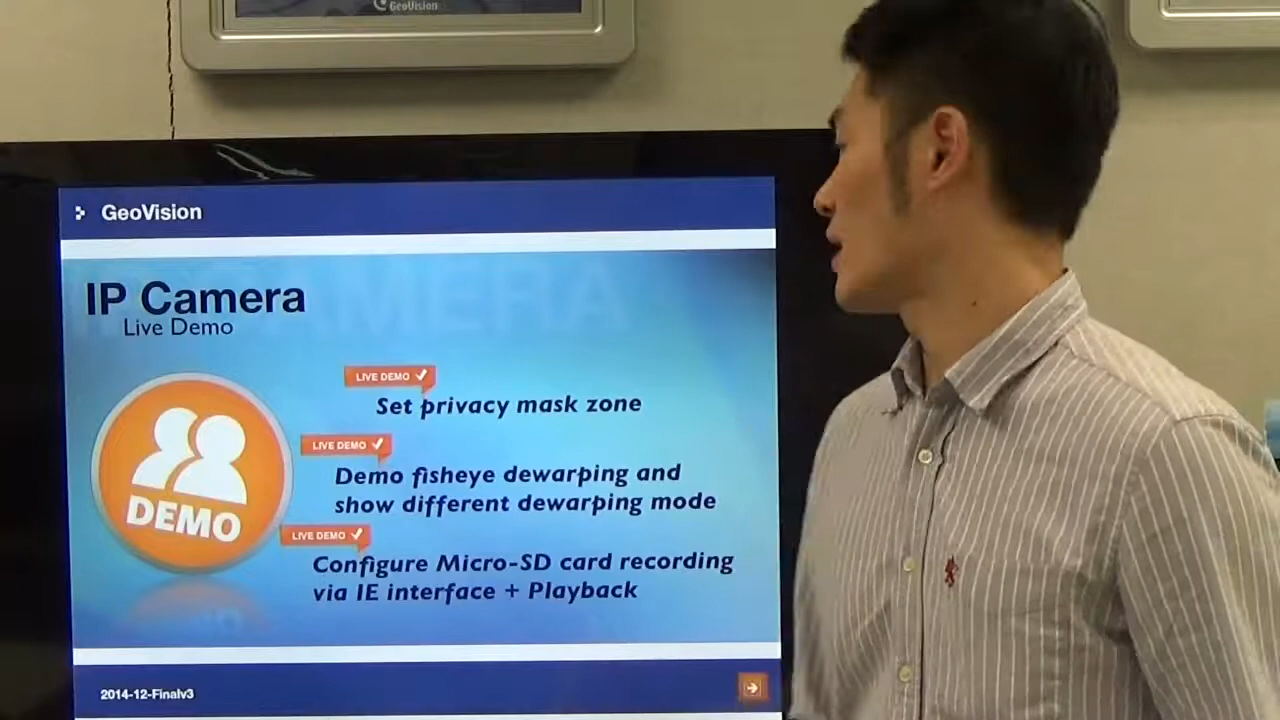 GeoVision
GeoVision
IP Camera
Live Demo
LIVE DEMO
Set privacy mask zone
LIVE DEMO
Demo fisheye dewarping and
show different dewarping mode
DEMO
LIVE DEMO
Configure Micro-SD card recording
via IE interface + Playback
2014-12-Finalv3